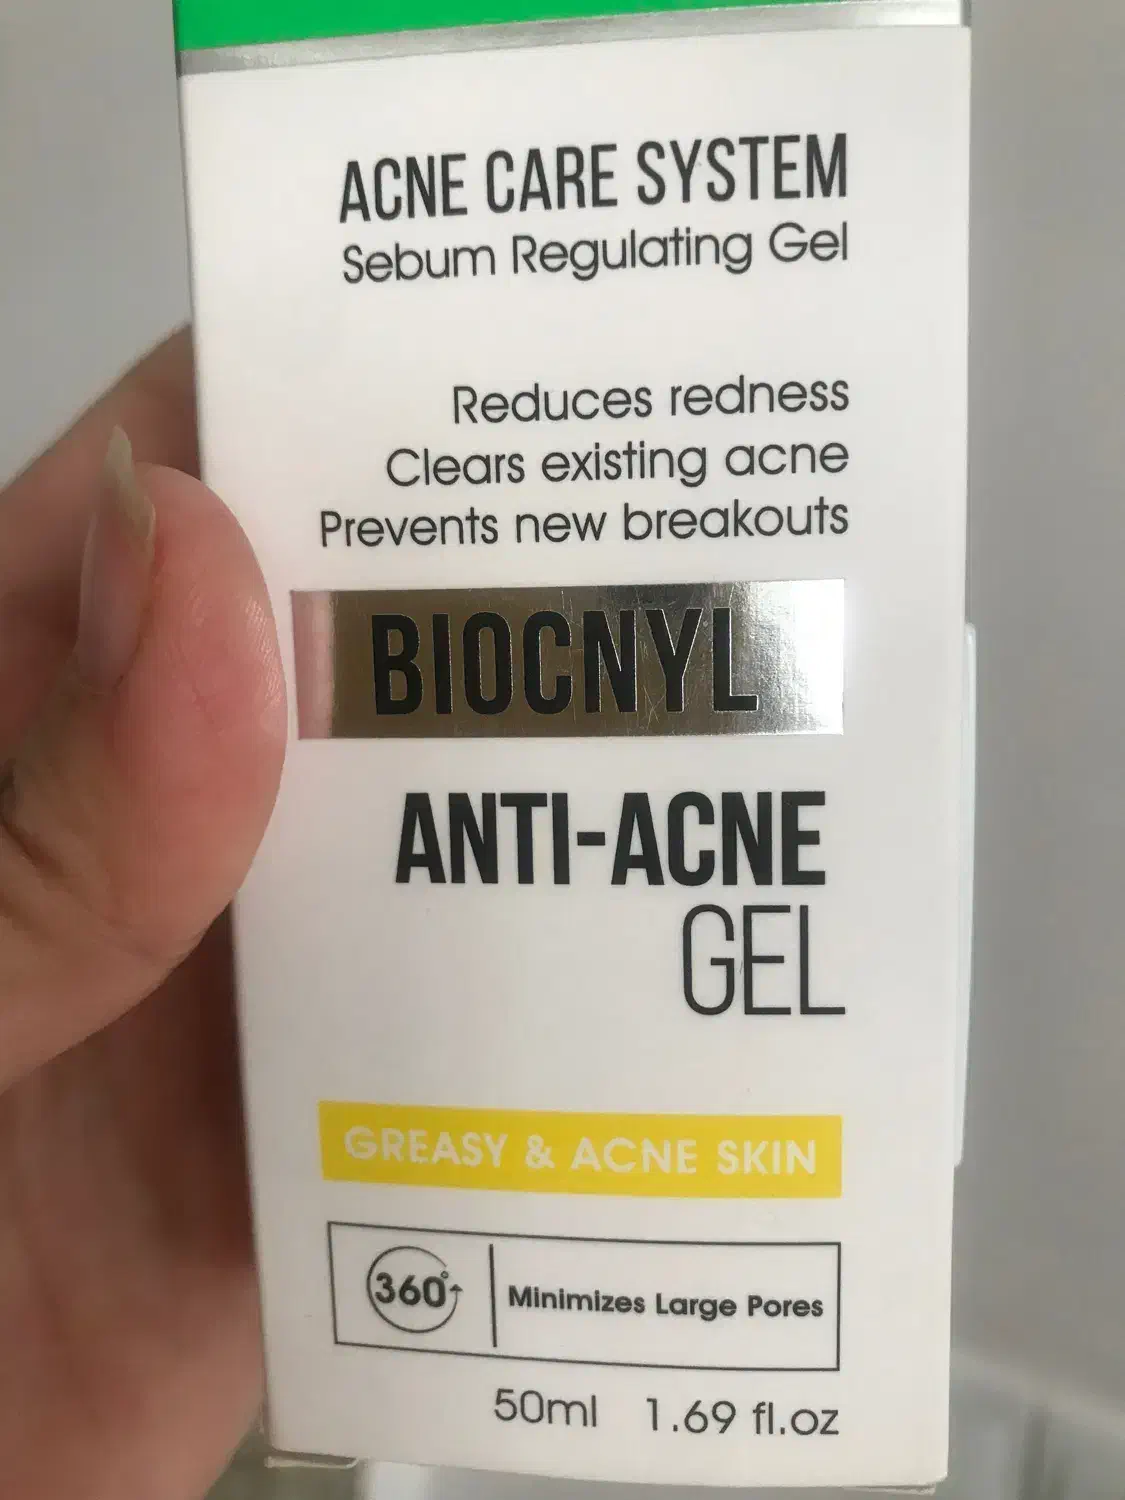 ACNE CARE SYSTEM
Sebum Regulating Gel
Reduces redness
Clears existing acne
Prevents new breakouts
BIOCNYL
ANTI-ACNE
GEL
GREASY & ACNE SKIN
360° Minimizes Large Pores
50ml 1.69 fl.oz